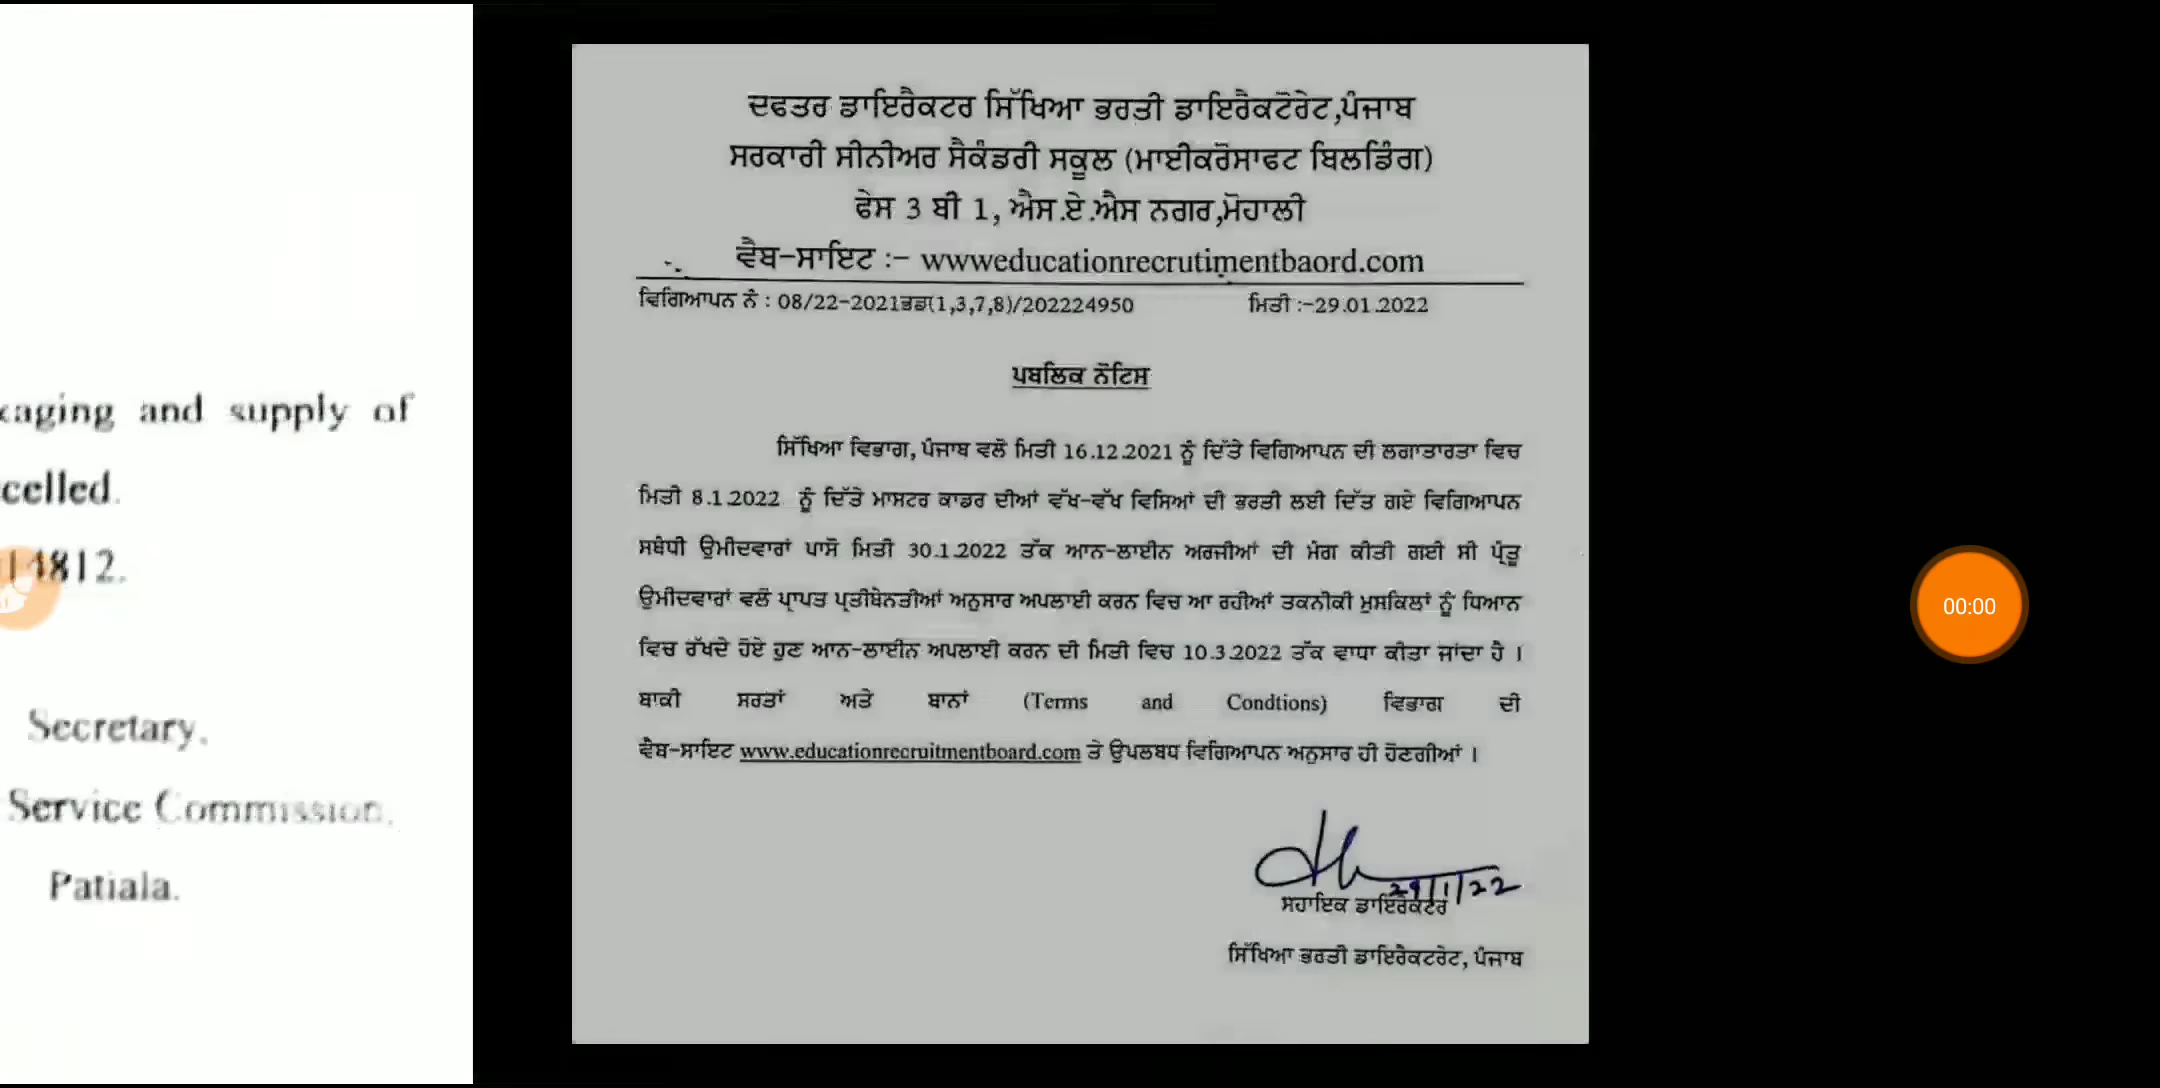 caging and supply of
celled.
14812.
Secretary,
Service Commission,
Patiala.
ਦਫਤਰ ਡਾਇਰੈਕਟਰ ਸਿੱਖਿਆ ਭਰਤੀ ਡਾਇਰੈਕਟੋਰੇਟ,ਪੰਜਾਬ
ਸਰਕਾਰੀ ਸੀਨੀਅਰ ਸੈਕੰਡਰੀ ਸਕੂਲ (ਮਾਈਕਰੋਸਾਫਟ ਬਿਲਡਿੰਗ)
ਫੇਸ 3 ਬੀ 1, ਐਸ.ਏ.ਐਸ ਨਗਰ,ਮੋਹਾਲੀ
ਵੈਬ-ਸਾਇਟ :- wwweducationrecrutimentbaord.com
ਵਿਗਿਆਪਨ ਨੰ : 08/22-2021ਭਡ(1,3,7,8)/202224950 ਮਿਤੀ :-29.01.2022
ਪਬਲਿਕ ਨੋਟਿਸ
ਸਿੱਖਿਆ ਵਿਭਾਗ, ਪੰਜਾਬ ਵਲੋ ਮਿਤੀ 16.12.2021 ਨੂੰ ਦਿੱਤੇ ਵਿਗਿਆਪਨ ਦੀ ਲਗਾਤਾਰਤਾ ਵਿਚ
ਮਿਤੀ 8.1.2022 ਨੂੰ ਦਿੱਤੇ ਮਾਸਟਰ ਕਾਡਰ ਦੀਆਂ ਵੱਖ-ਵੱਖ ਵਿਸਿਆਂ ਦੀ ਭਰਤੀ ਲਈ ਦਿੱਤ ਗਏ ਵਿਗਿਆਪਨ
ਸਬੰਧੀ ਉਮੀਦਵਾਰਾਂ ਪਾਸੋ ਮਿਤੀ 30.1.2022 ਤੱਕ ਆਨ-ਲਾਈਨ ਅਰਜੀਆਂ ਦੀ ਮੰਗ ਕੀਤੀ ਗਈ ਸੀ ਪ੍ਰੰਤੂ
ਉਮੀਦਵਾਰਾਂ ਵਲੋ ਪ੍ਰਾਪਤ ਪ੍ਰਤੀਬੇਨਤੀਆਂ ਅਨੁਸਾਰ ਅਪਲਾਈ ਕਰਨ ਵਿਚ ਆ ਰਹੀਆਂ ਤਕਨੀਕੀ ਮੁਸਕਿਲਾਂ ਨੂੰ ਧਿਆਨ
ਵਿਚ ਰੱਖਦੇ ਹੋਏ ਹੁਣ ਆਨ-ਲਾਈਨ ਅਪਲਾਈ ਕਰਨ ਦੀ ਮਿਤੀ ਵਿਚ 10.3.2022 ਤੱਕ ਵਾਧਾ ਕੀਤਾ ਜਾਂਦਾ ਹੈ ।
ਬਾਕੀ ਸਰਤਾਂ ਅਤੇ ਬਾਨਾਂ (Terms and Condtions) ਵਿਭਾਗ ਦੀ
ਵੈਬ-ਸਾਇਟ www.educationrecruitmentboard.com ਤੇ ਉਪਲਬਧ ਵਿਗਿਆਪਨ ਅਨੁਸਾਰ ਹੀ ਹੋਣਗੀਆਂ ।
29/1/22
ਸਹਾਇਕ ਡਾਇਰੈਕਟਰ
ਸਿੱਖਿਆ ਭਰਤੀ ਡਾਇਰੈਕਟਰੇਟ, ਪੰਜਾਬ
00:00